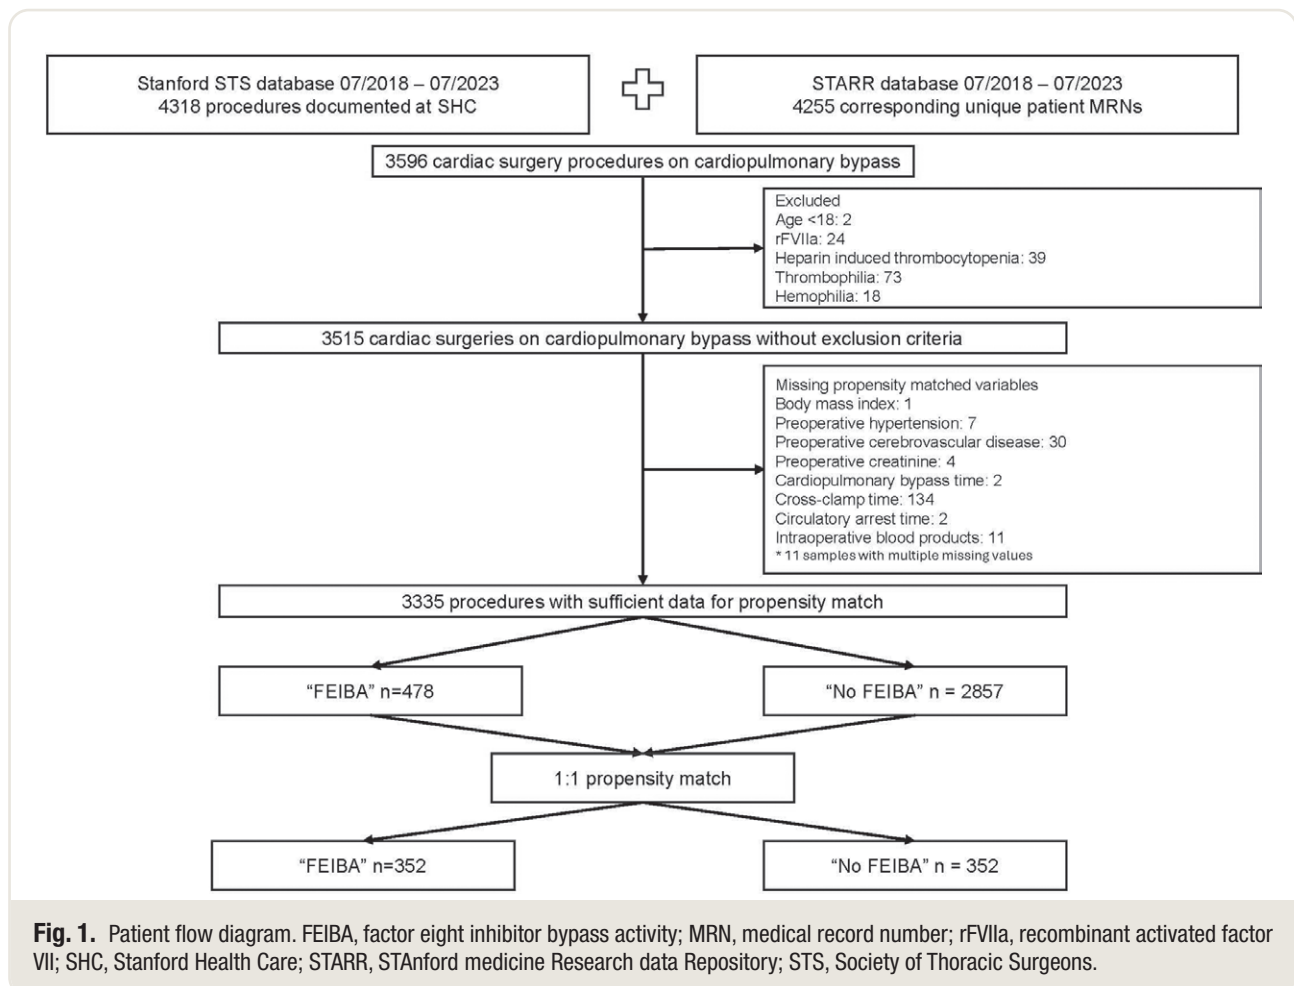 Stanford STS database 07/2018 – 07/2023
4318 procedures documented at SHC
STARR database 07/2018 – 07/2023
4255 corresponding unique patient MRNs
3596 cardiac surgery procedures on cardiopulmonary bypass
Excluded
Age <18: 2
rFVIIa: 24
Heparin induced thrombocytopenia: 39
Thrombophilia: 73
Hemophilia: 18
3515 cardiac surgeries on cardiopulmonary bypass without exclusion criteria
Missing propensity matched variables
Body mass index: 1
Preoperative hypertension: 7
Preoperative cerebrovascular disease: 30
Preoperative creatinine: 4
Cardiopulmonary bypass time: 2
Cross-clamp time: 134
Circulatory arrest time: 2
Intraoperative blood products: 11
* 11 samples with multiple missing values
3335 procedures with sufficient data for propensity match
“FEIBA” n=478
“No FEIBA” n = 2857
1:1 propensity match
“FEIBA” n=352
“No FEIBA” n = 352
Fig. 1. Patient flow diagram. FEIBA, factor eight inhibitor bypass activity; MRN, medical record number; rFVIIa, recombinant activated factor
VII; SHC, Stanford Health Care; STARR, STAnford medicine Research data Repository; STS, Society of Thoracic Surgeons.